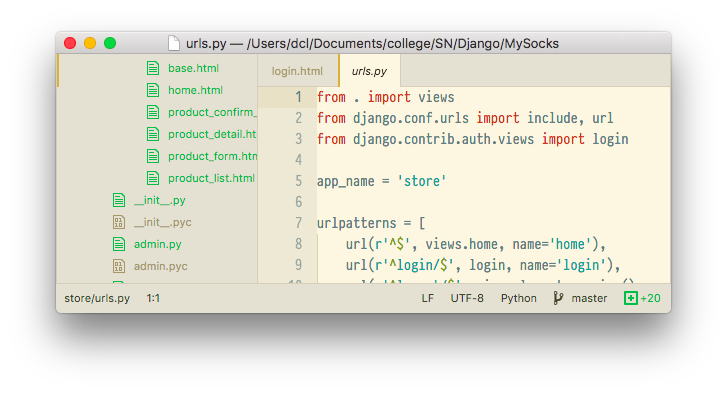 urls.py — /Users/dcl/Documents/college/SN/Django/MySocks
base.html
home.html
product_confirm_
product_detail.ht
product_form.htm
product_list.html
__init__.py
__init__.pyc
admin.py
admin.pyc
login.html urls.py
1 from . import views
2 from django.conf.urls import include, url
3 from django.contrib.auth.views import login
4
5 app_name = 'store'
6
7 urlpatterns = [
8 url(r'^$', views.home, name='home'),
9 url(r'^login/$', login, name='login'),
store/urls.py 1:1 LF UTF-8 Python master +20